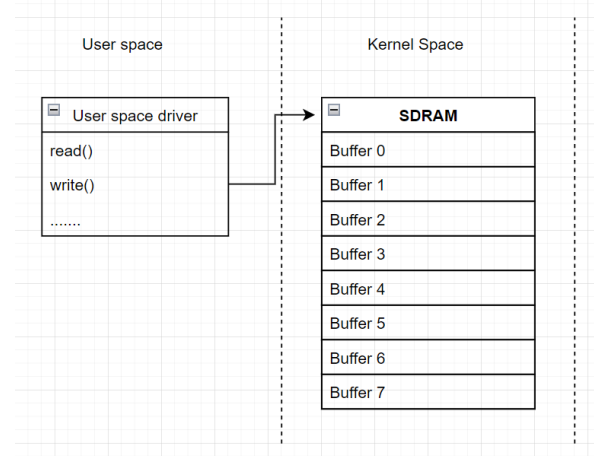 User space
Kernel Space
User space driver
read()
write()
.......
SDRAM
Buffer 0
Buffer 1
Buffer 2
Buffer 3
Buffer 4
Buffer 5
Buffer 6
Buffer 7